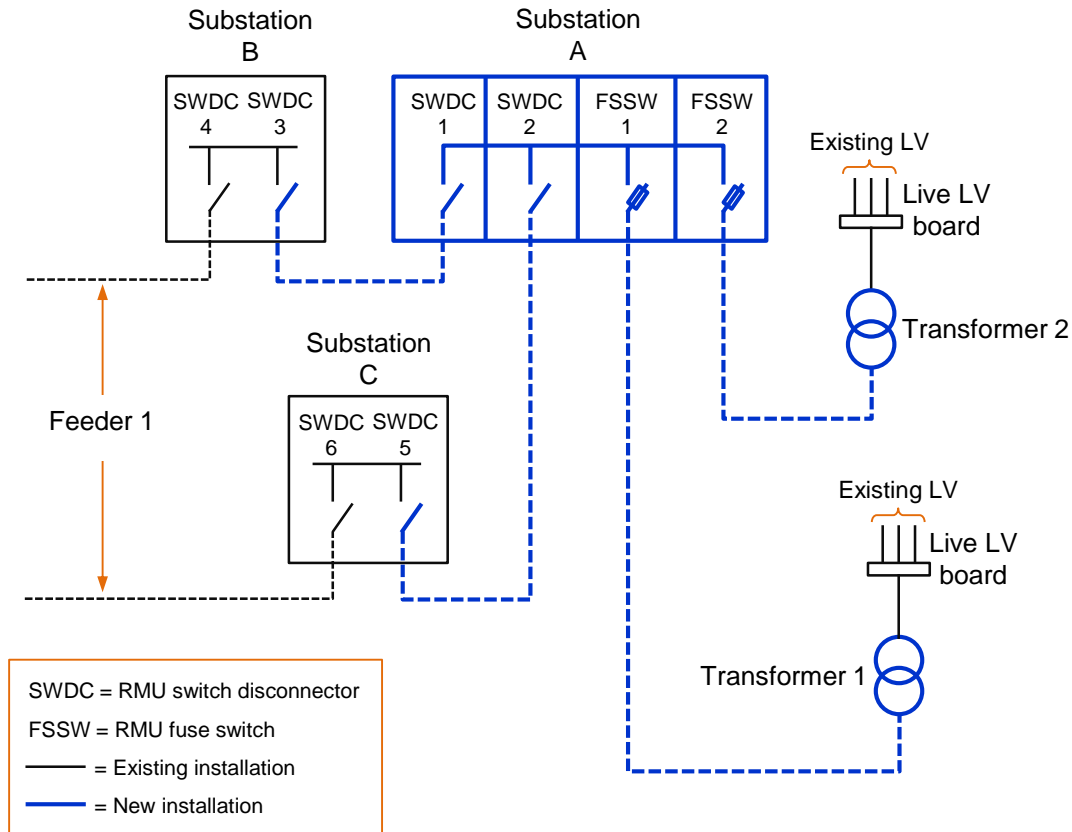 Substation
B
SWDC SWDC
4 3
Substation
A
SWDC SWDC FSSW FSSW
1 2 1 2
Existing LV
Live LV
board
Transformer 2
Substation
C
SWDC SWDC
6 5
Feeder 1
Existing LV
Live LV
board
Transformer 1
SWDC = RMU switch disconnector
FSSW = RMU fuse switch
= Existing installation
= New installation